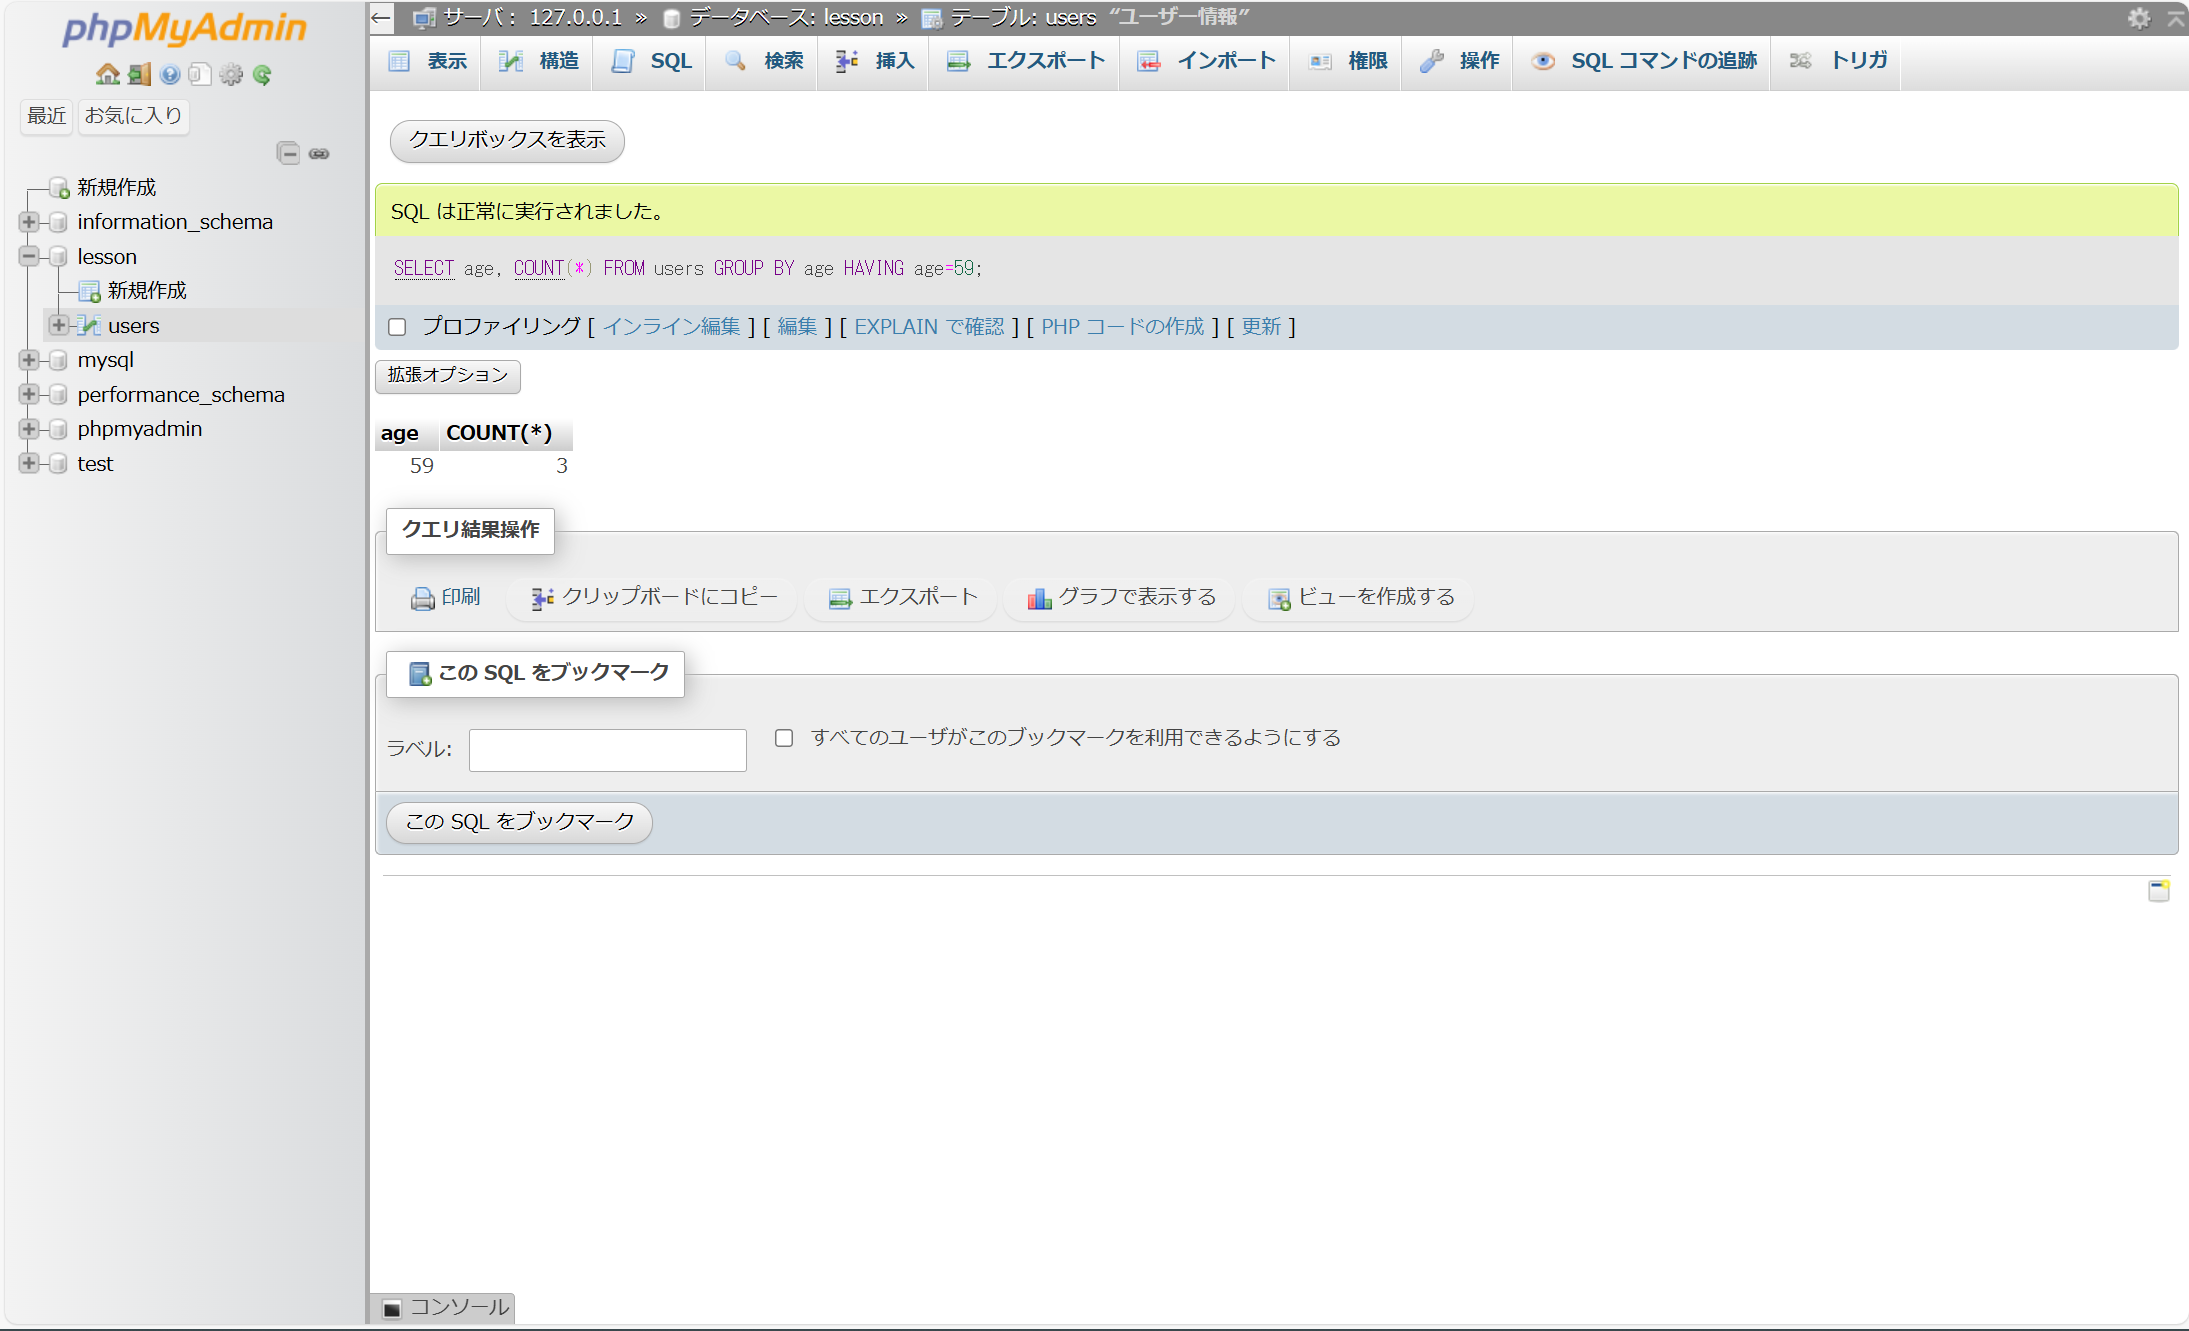 phpMyAdmin
最近 お気に入り
新規作成
information_schema
lesson
新規作成
users
mysql
performance_schema
phpmyadmin
test
サーバ： 127.0.0.1 » データベース: lesson » テーブル: users “ユーザー情報”
表示 構造 SQL 検索 挿入 エクスポート インポート 権限 操作 SQL コマンドの追跡 トリガ
クエリボックスを表示
SQL は正常に実行されました。
SELECT age, COUNT(*) FROM users GROUP BY age HAVING age=59;
プロファイリング [ インライン編集 ] [ 編集 ] [ EXPLAIN で確認 ] [ PHP コードの作成 ] [ 更新 ]
拡張オプション
age COUNT(*)
59 3
クエリ結果操作
印刷 クリップボードにコピー エクスポート グラフで表示する ビューを作成する
この SQL をブックマーク
ラベル: すべてのユーザがこのブックマークを利用できるようにする
この SQL をブックマーク
コンソール